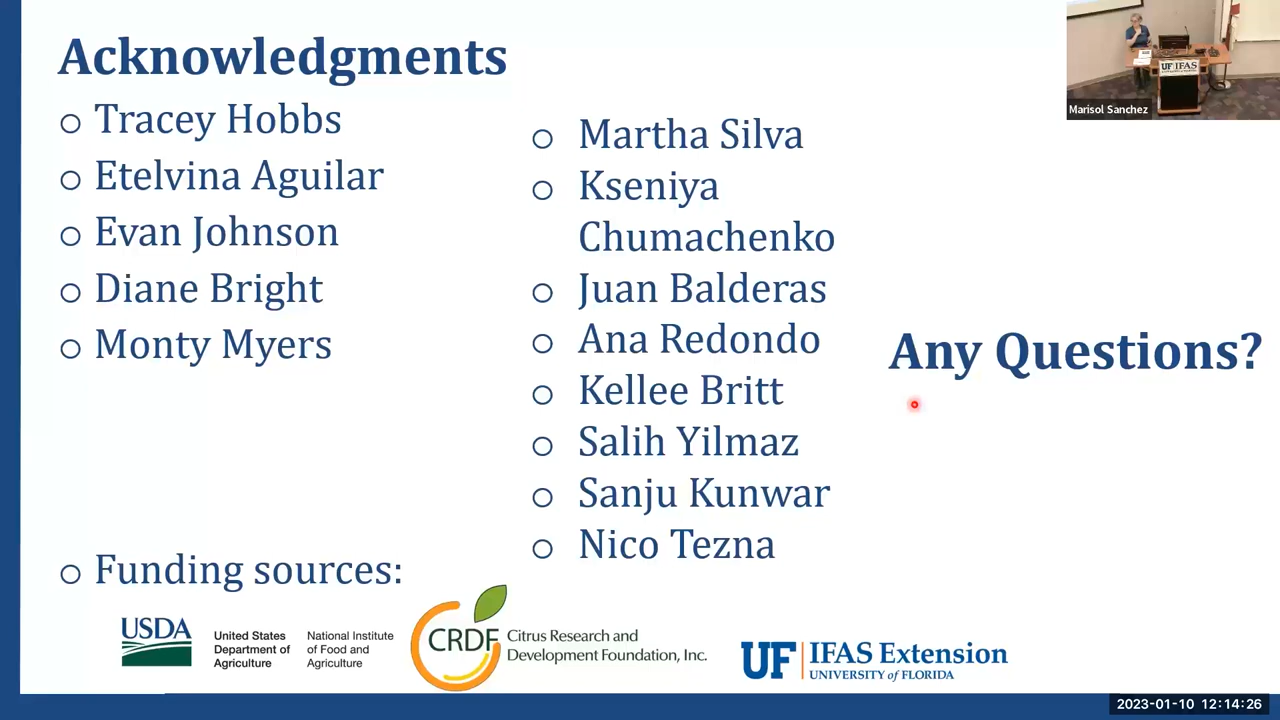 Acknowledgments
Tracey Hobbs
Etelvina Aguilar
Evan Johnson
Diane Bright
Monty Myers
Funding sources:
Martha Silva
Kseniya
Chumachenko
Juan Balderas
Ana Redondo
Kellee Britt
Salih Yilmaz
Sanju Kunwar
Nico Tezna
Any Questions?
USDA
United States
Department of
Agriculture
National Institute
of Food and
Agriculture
CRDF
Citrus Research and
Development Foundation, Inc.
UF IFAS Extension
UNIVERSITY of FLORIDA
UF IFAS
Marisol Sanchez
2023-01-10 12:14:26